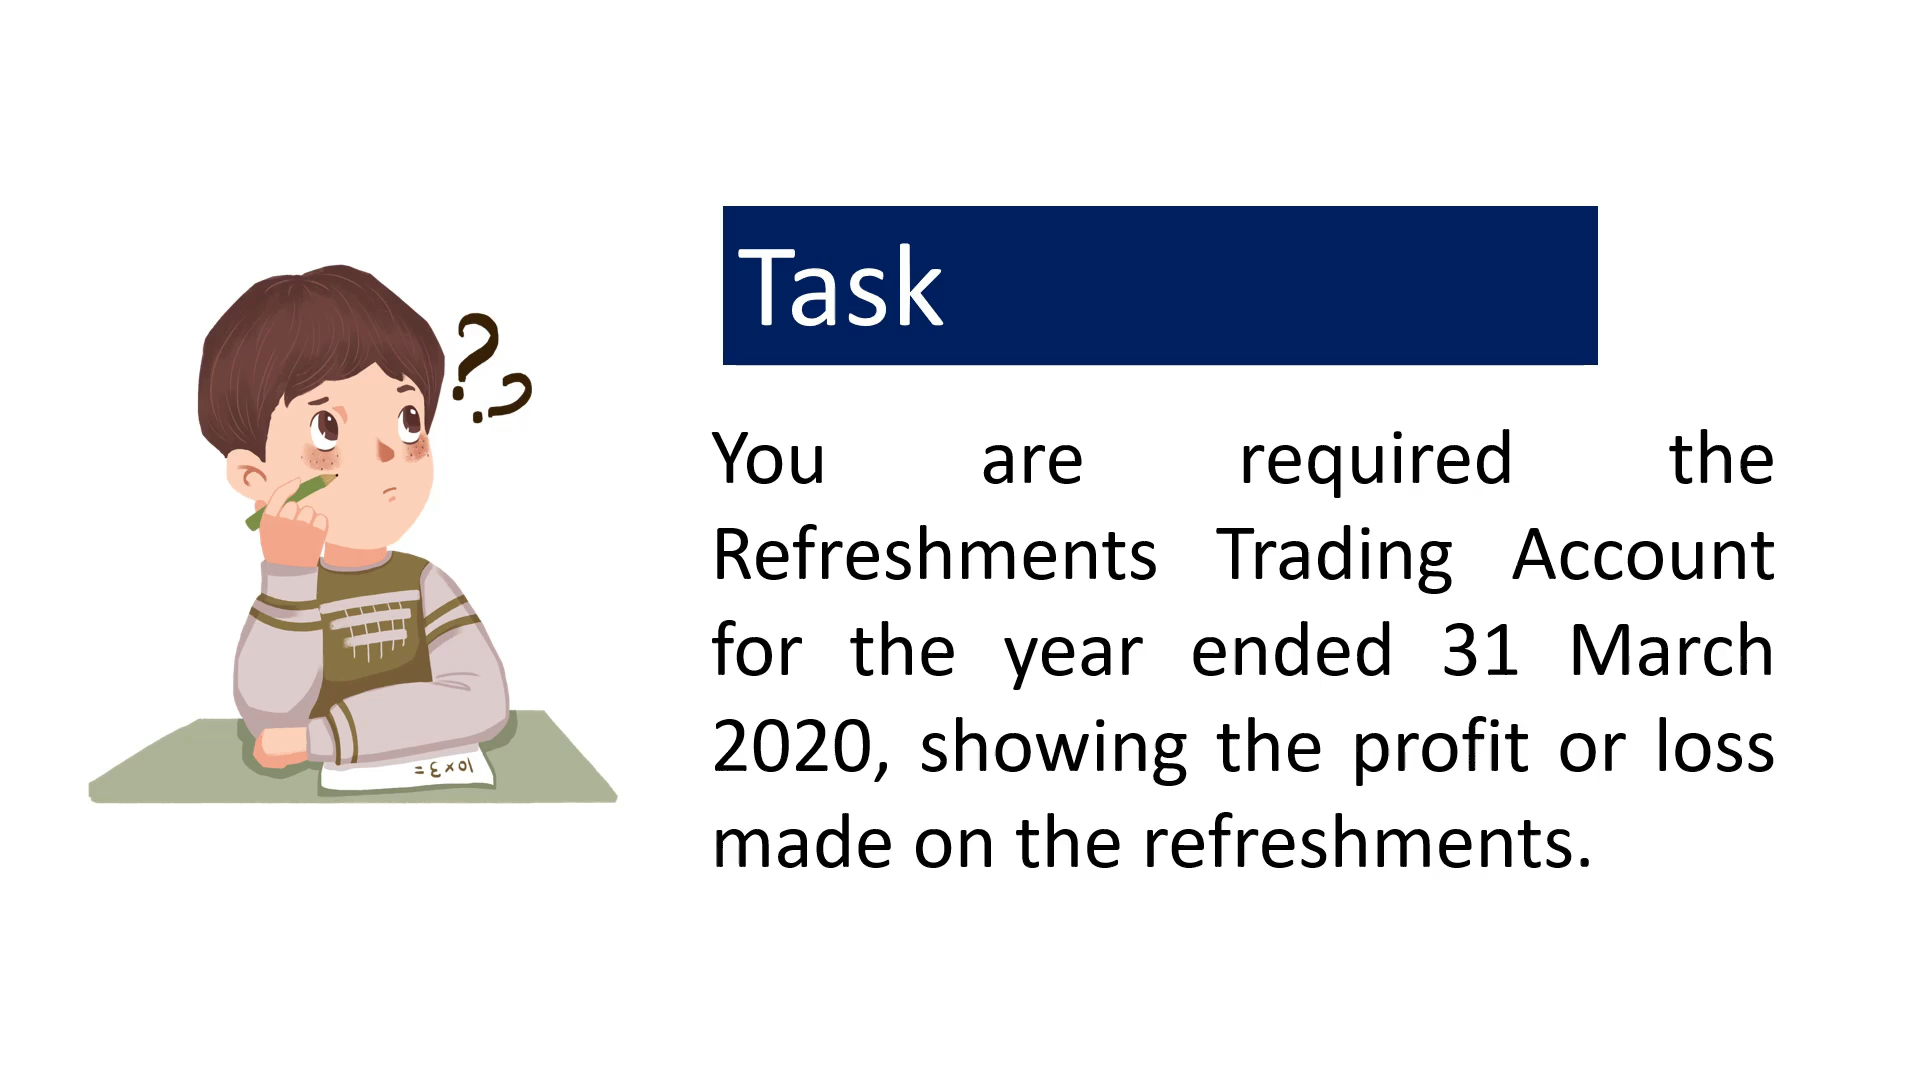 Task
You are required the
Refreshments Trading Account
for the year ended 31 March
2020, showing the profit or loss
made on the refreshments.
10×3=